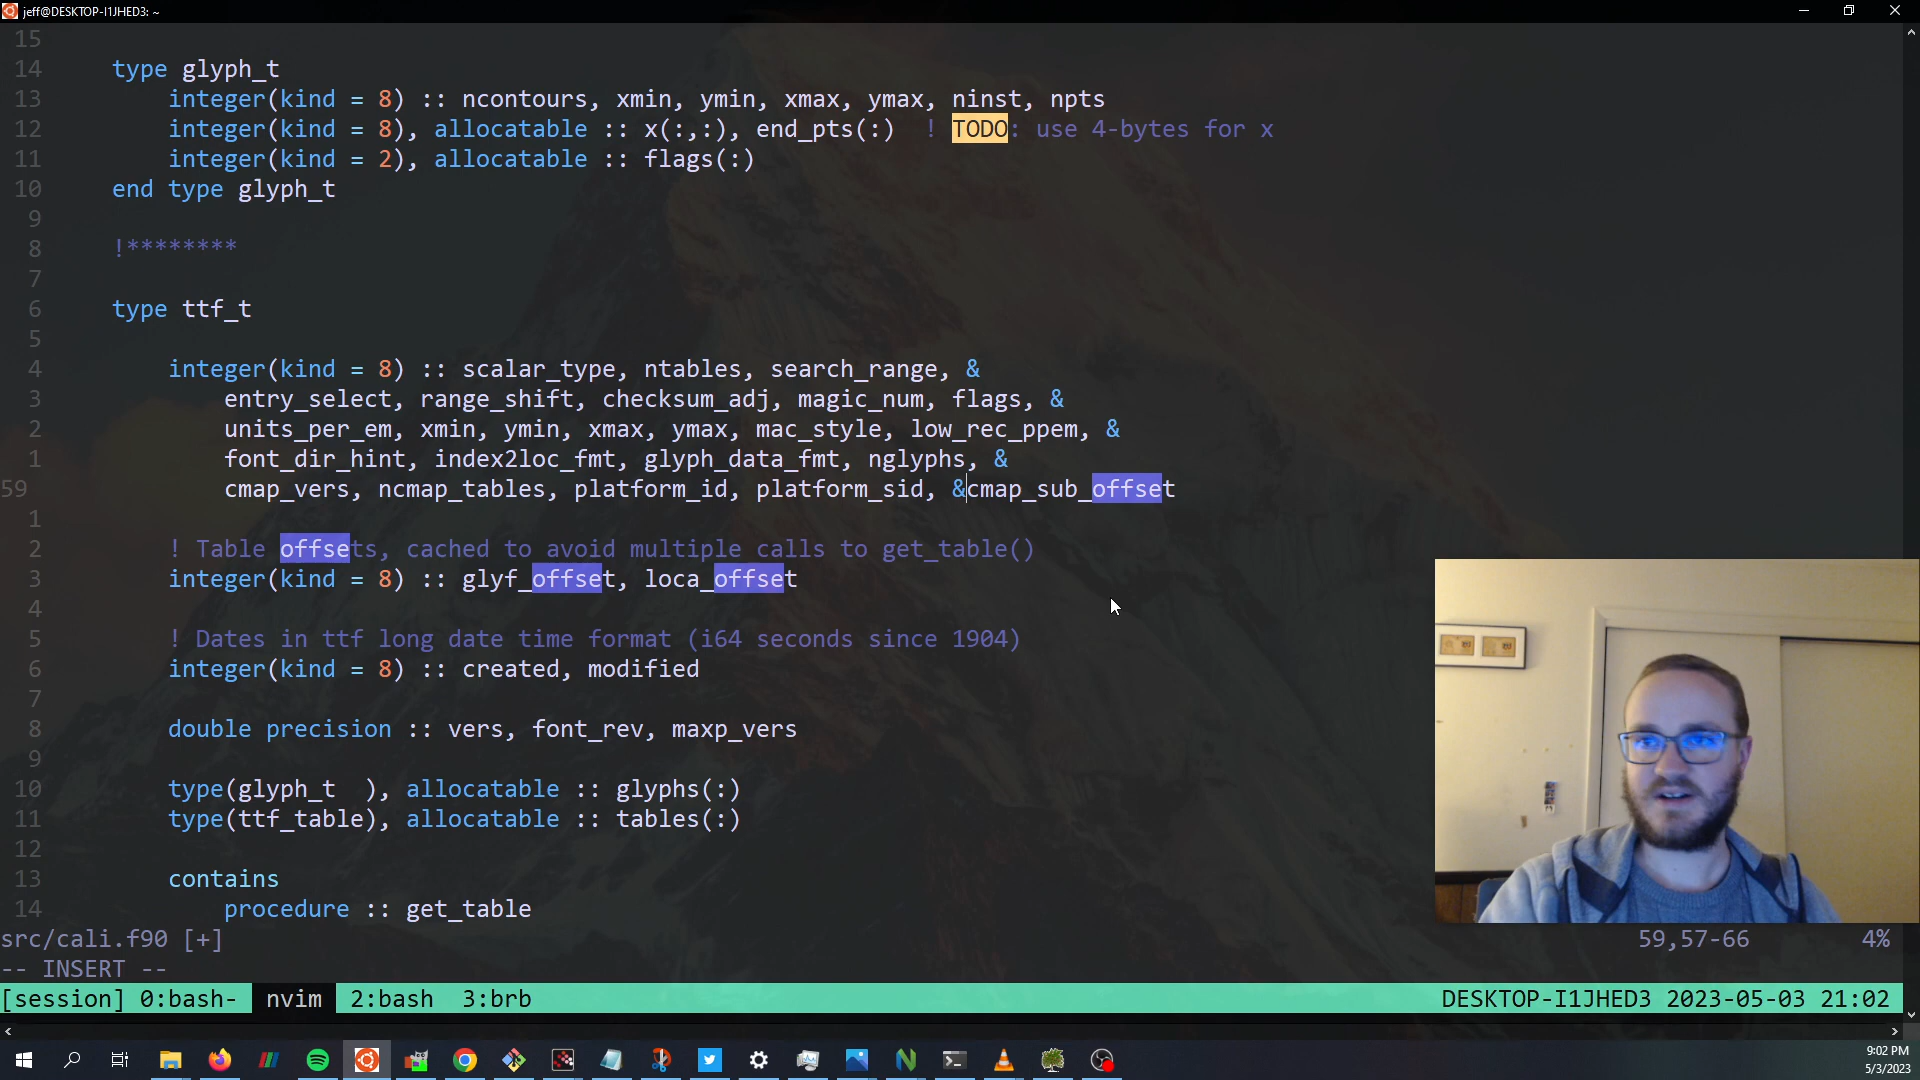 jeff@DESKTOP-I1JHED3: ~
15
14 type glyph_t
13 integer(kind = 8) :: ncontours, xmin, ymin, xmax, ymax, ninst, npts
12 integer(kind = 8), allocatable :: x(:,:), end_pts(:)  ! TODO: use 4-bytes for x
11 integer(kind = 2), allocatable :: flags(:)
10 end type glyph_t
9
8 !********
7
6 type ttf_t
5
4 integer(kind = 8) :: scalar_type, ntables, search_range, &
3 entry_select, range_shift, checksum_adj, magic_num, flags, &
2 units_per_em, xmin, ymin, xmax, ymax, mac_style, low_rec_ppem, &
1 font_dir_hint, index2loc_fmt, glyph_data_fmt, nglyphs, &
59 cmap_vers, ncmap_tables, platform_id, platform_sid, &cmap_sub_offset
1
2 ! Table offsets, cached to avoid multiple calls to get_table()
3 integer(kind = 8) :: glyf_offset, loca_offset
4
5 ! Dates in ttf long date time format (i64 seconds since 1904)
6 integer(kind = 8) :: created, modified
7
8 double precision :: vers, font_rev, maxp_vers
9
10 type(glyph_t  ), allocatable :: glyphs(:)
11 type(ttf_table), allocatable :: tables(:)
12
13 contains
14 procedure :: get_table
src/cali.f90 [+] 59,57-66 4%
-- INSERT --
[session] 0:bash- nvim 2:bash 3:brb DESKTOP-I1JHED3 2023-05-03 21:02
9:02 PM
5/3/2023